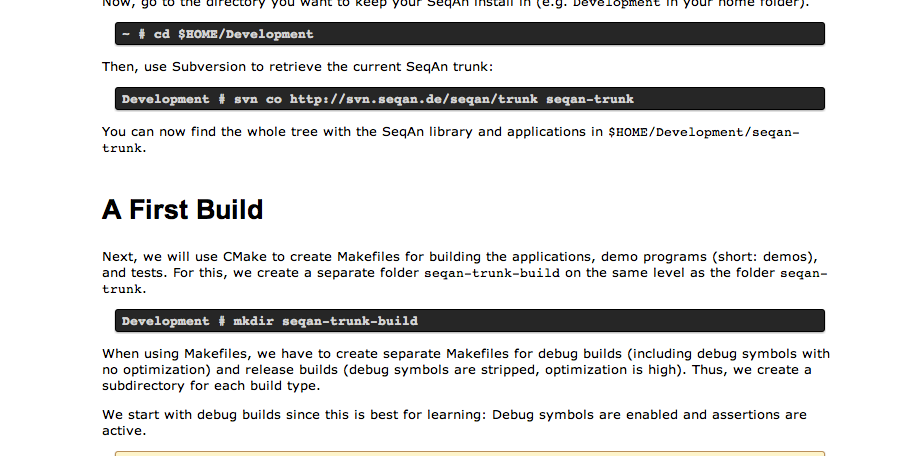 Now, go to the directory you want to keep your SeqAn install in (e.g. Development in your home folder).
~ # cd $HOME/Development
Then, use Subversion to retrieve the current SeqAn trunk:
Development # svn co http://svn.seqan.de/seqan/trunk seqan-trunk
You can now find the whole tree with the SeqAn library and applications in $HOME/Development/seqan-
trunk.
A First Build
Next, we will use CMake to create Makefiles for building the applications, demo programs (short: demos),
and tests. For this, we create a separate folder seqan-trunk-build on the same level as the folder seqan-
trunk.
Development # mkdir seqan-trunk-build
When using Makefiles, we have to create separate Makefiles for debug builds (including debug symbols with
no optimization) and release builds (debug symbols are stripped, optimization is high). Thus, we create a
subdirectory for each build type.
We start with debug builds since this is best for learning: Debug symbols are enabled and assertions are
active.